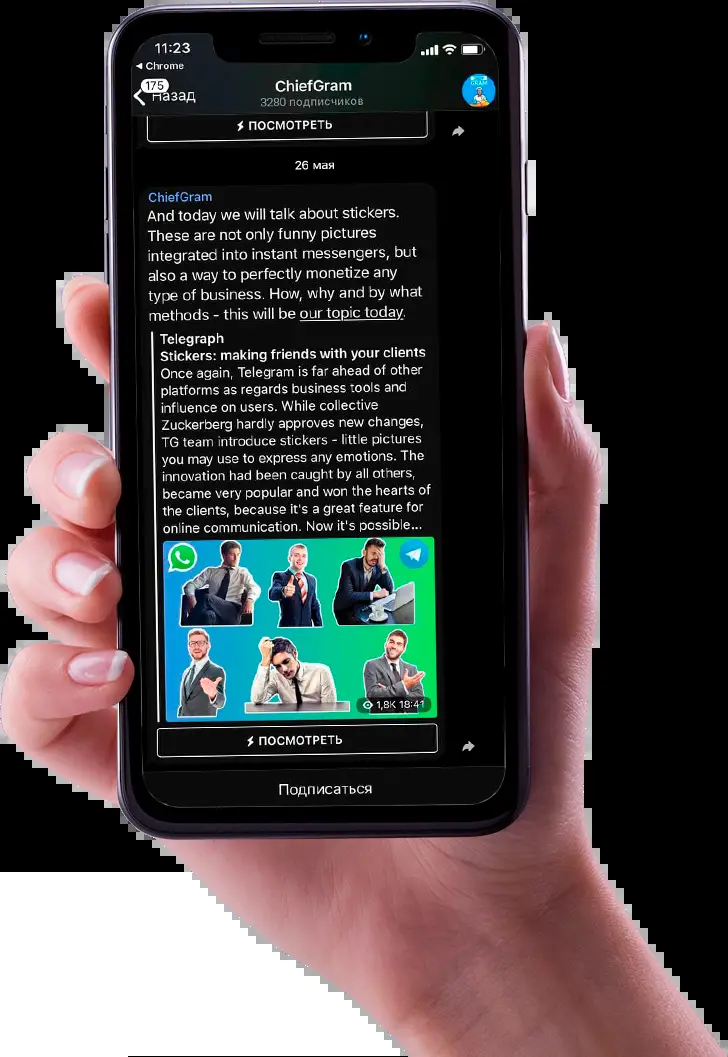 11:23
Chrome
175
Назад
ChiefGram
3280 подписчиков
GRAM
ПОСМОТРЕТЬ
26 мая
ChiefGram
And today we will talk about stickers.
These are not only funny pictures
integrated into instant messengers, but
also a way to perfectly monetize any
type of business. How, why and by what
methods - this will be our topic today.
Telegraph
Stickers: making friends with your clients
Once again, Telegram is far ahead of other
platforms as regards business tools and
influence on users. While collective
Zuckerberg hardly approves new changes,
TG team introduce stickers - little pictures
you may use to express any emotions. The
innovation had been caught by all others,
became very popular and won the hearts of
the clients, because it's a great feature for
online communication. Now it's possible...
1,8K 18:41
ПОСМОТРЕТЬ
Подписаться